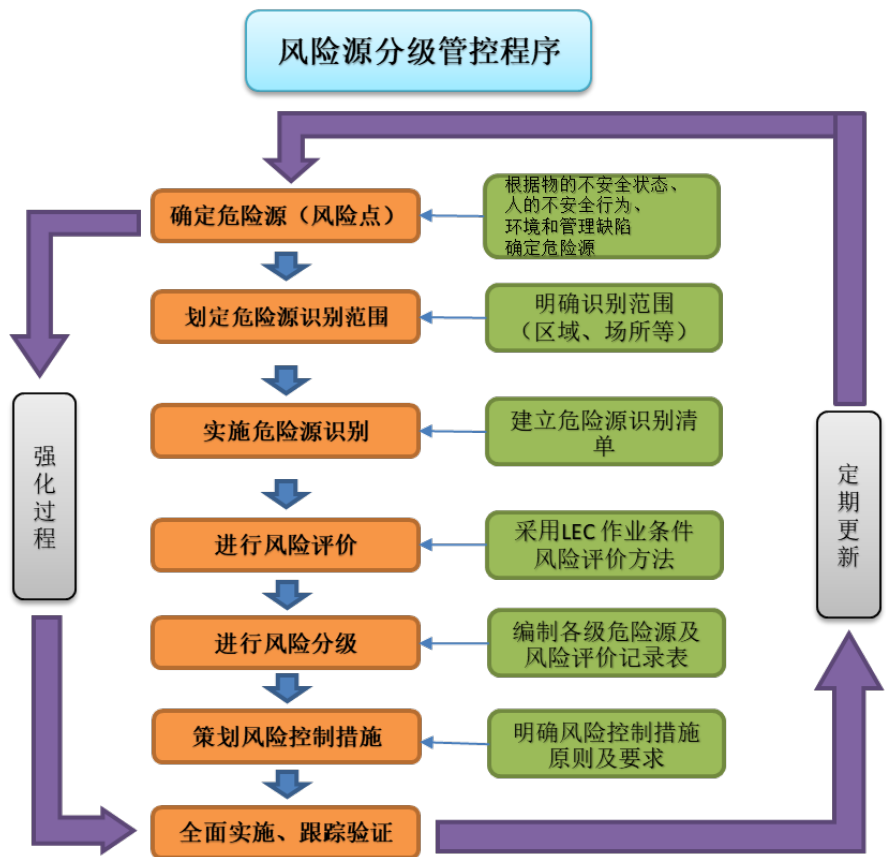 风险源分级管控程序
确定危险源（风险点）
根据物的不安全状态、
人的不安全行为、
环境和管理缺陷
确定危险源
划定危险源识别范围
明确识别范围
（区域、场所等）
实施危险源识别
建立危险源识别清
单
进行风险评价
采用LEC 作业条件
风险评价方法
进行风险分级
编制各级危险源及
风险评价记录表
策划风险控制措施
明确风险控制措施
原则及要求
全面实施、跟踪验证
强
化
过
程
定
期
更
新